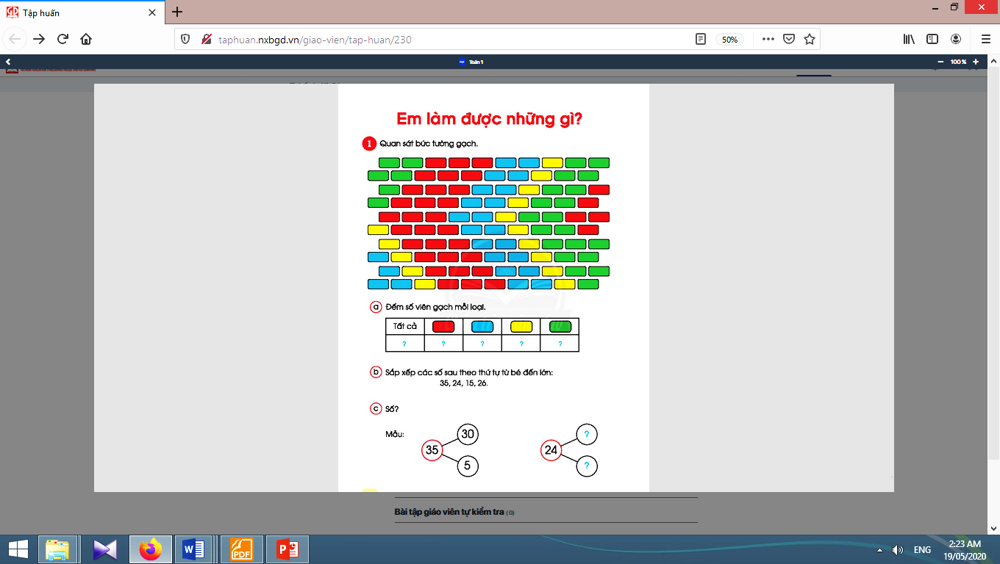 Tập huấn
taphuan.nxbgd.vn/giao-vien/tap-huan/230
50%
PDF Toán 1
100 %
Em làm được những gì?
1 Quan sát bức tường gạch.
a Đếm số viên gạch mỗi loại.
Tất cả
? ? ? ? ?
b Sắp xếp các số sau theo thứ tự từ bé đến lớn:
35, 24, 15, 26.
c Số?
Mẫu: 35 30 5
24 ? ?
Bài tập giáo viên tự kiểm tra (0)
W PDF P
ENG
2:23 AM
19/05/2020